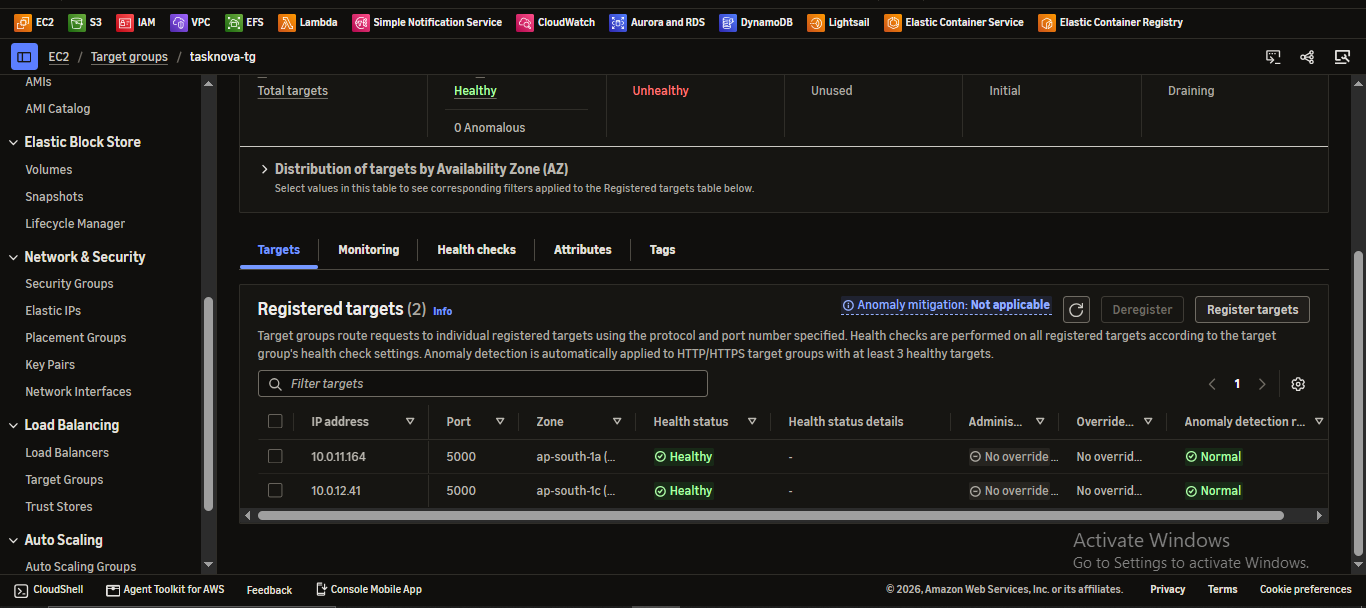 EC2 S3 IAM VPC EFS Lambda Simple Notification Service CloudWatch Aurora and RDS DynamoDB Lightsail Elastic Container Service Elastic Container Registry
EC2 / Target groups / tasknova-tg
AMIs
AMI Catalog
Elastic Block Store
Volumes
Snapshots
Lifecycle Manager
Network & Security
Security Groups
Elastic IPs
Placement Groups
Key Pairs
Network Interfaces
Load Balancing
Load Balancers
Target Groups
Trust Stores
Auto Scaling
Auto Scaling Groups
Total targets Healthy Unhealthy Unused Initial Draining
0 Anomalous
Distribution of targets by Availability Zone (AZ)
Select values in this table to see corresponding filters applied to the Registered targets table below.
Targets Monitoring Health checks Attributes Tags
Registered targets (2) Info Anomaly mitigation: Not applicable Deregister Register targets
Target groups route requests to individual registered targets using the protocol and port number specified. Health checks are performed on all registered targets according to the target
group's health check settings. Anomaly detection is automatically applied to HTTP/HTTPS target groups with at least 3 healthy targets.
Filter targets 1
IP address Port Zone Health status Health status details Adminis... Override... Anomaly detection r...
10.0.11.164 5000 ap-south-1a (... Healthy - No override ... No overrid... Normal
10.0.12.41 5000 ap-south-1c (... Healthy - No override ... No overrid... Normal
Activate Windows
Go to Settings to activate Windows.
CloudShell Agent Toolkit for AWS Feedback Console Mobile App © 2026, Amazon Web Services, Inc. or its affiliates. Privacy Terms Cookie preferences